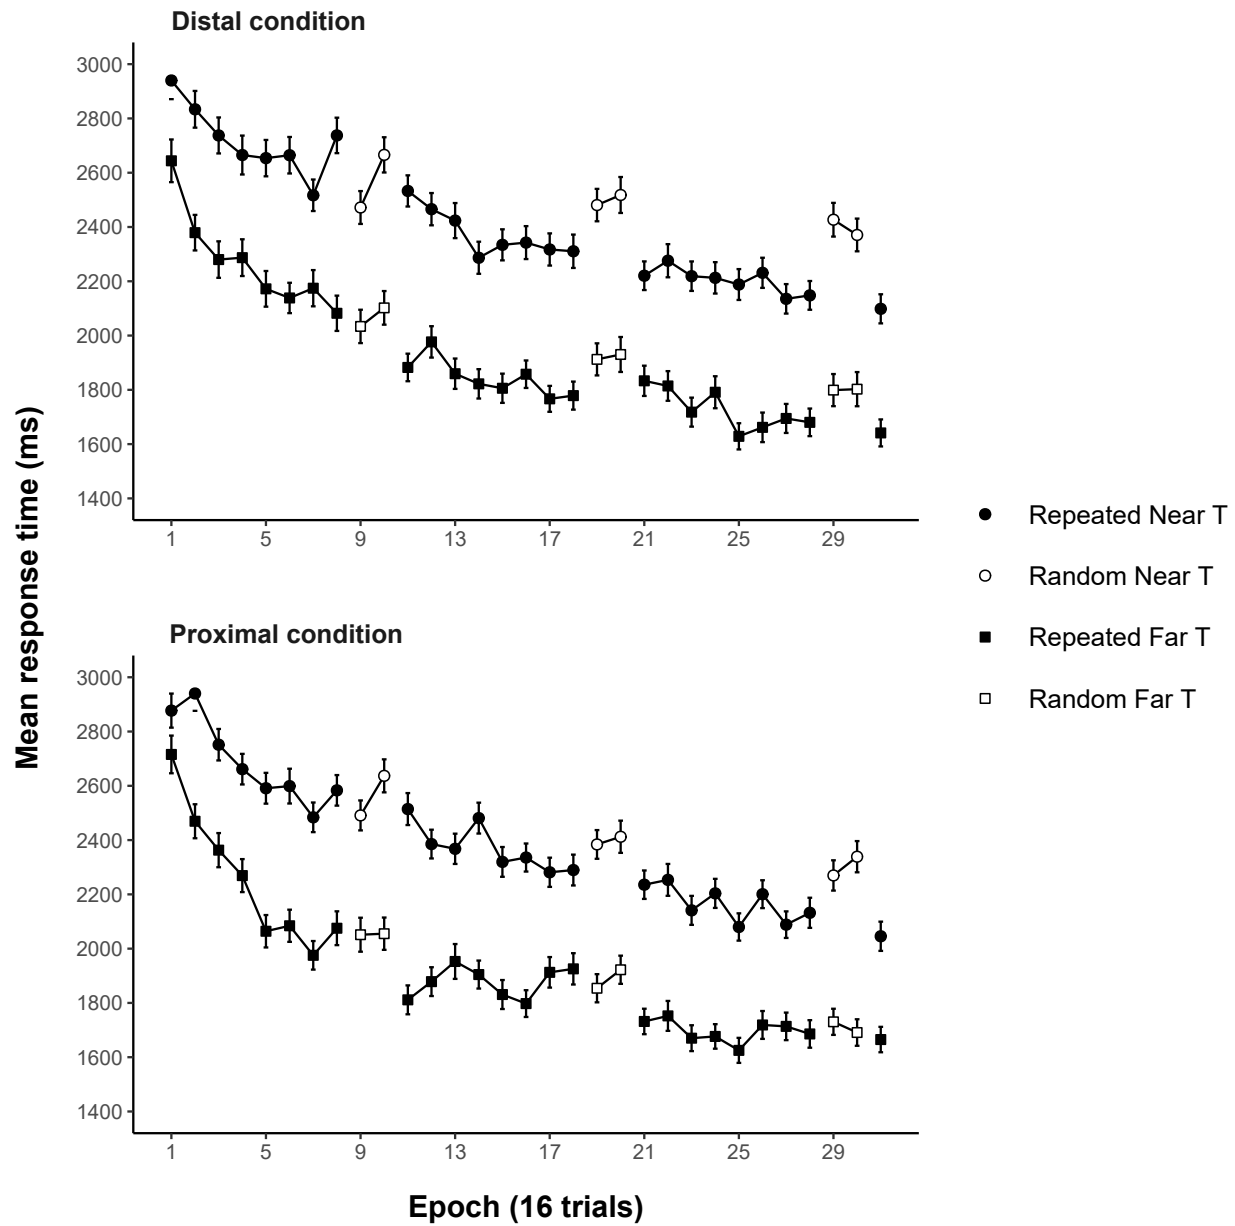 Distal condition
3000
2800
2600
2400
2200
2000
1800
1600
1400
1 5 9 13 17 21 25 29
Mean response time (ms)
Repeated Near T
Random Near T
Repeated Far T
Random Far T
Proximal condition
3000
2800
2600
2400
2200
2000
1800
1600
1400
1 5 9 13 17 21 25 29
Epoch (16 trials)